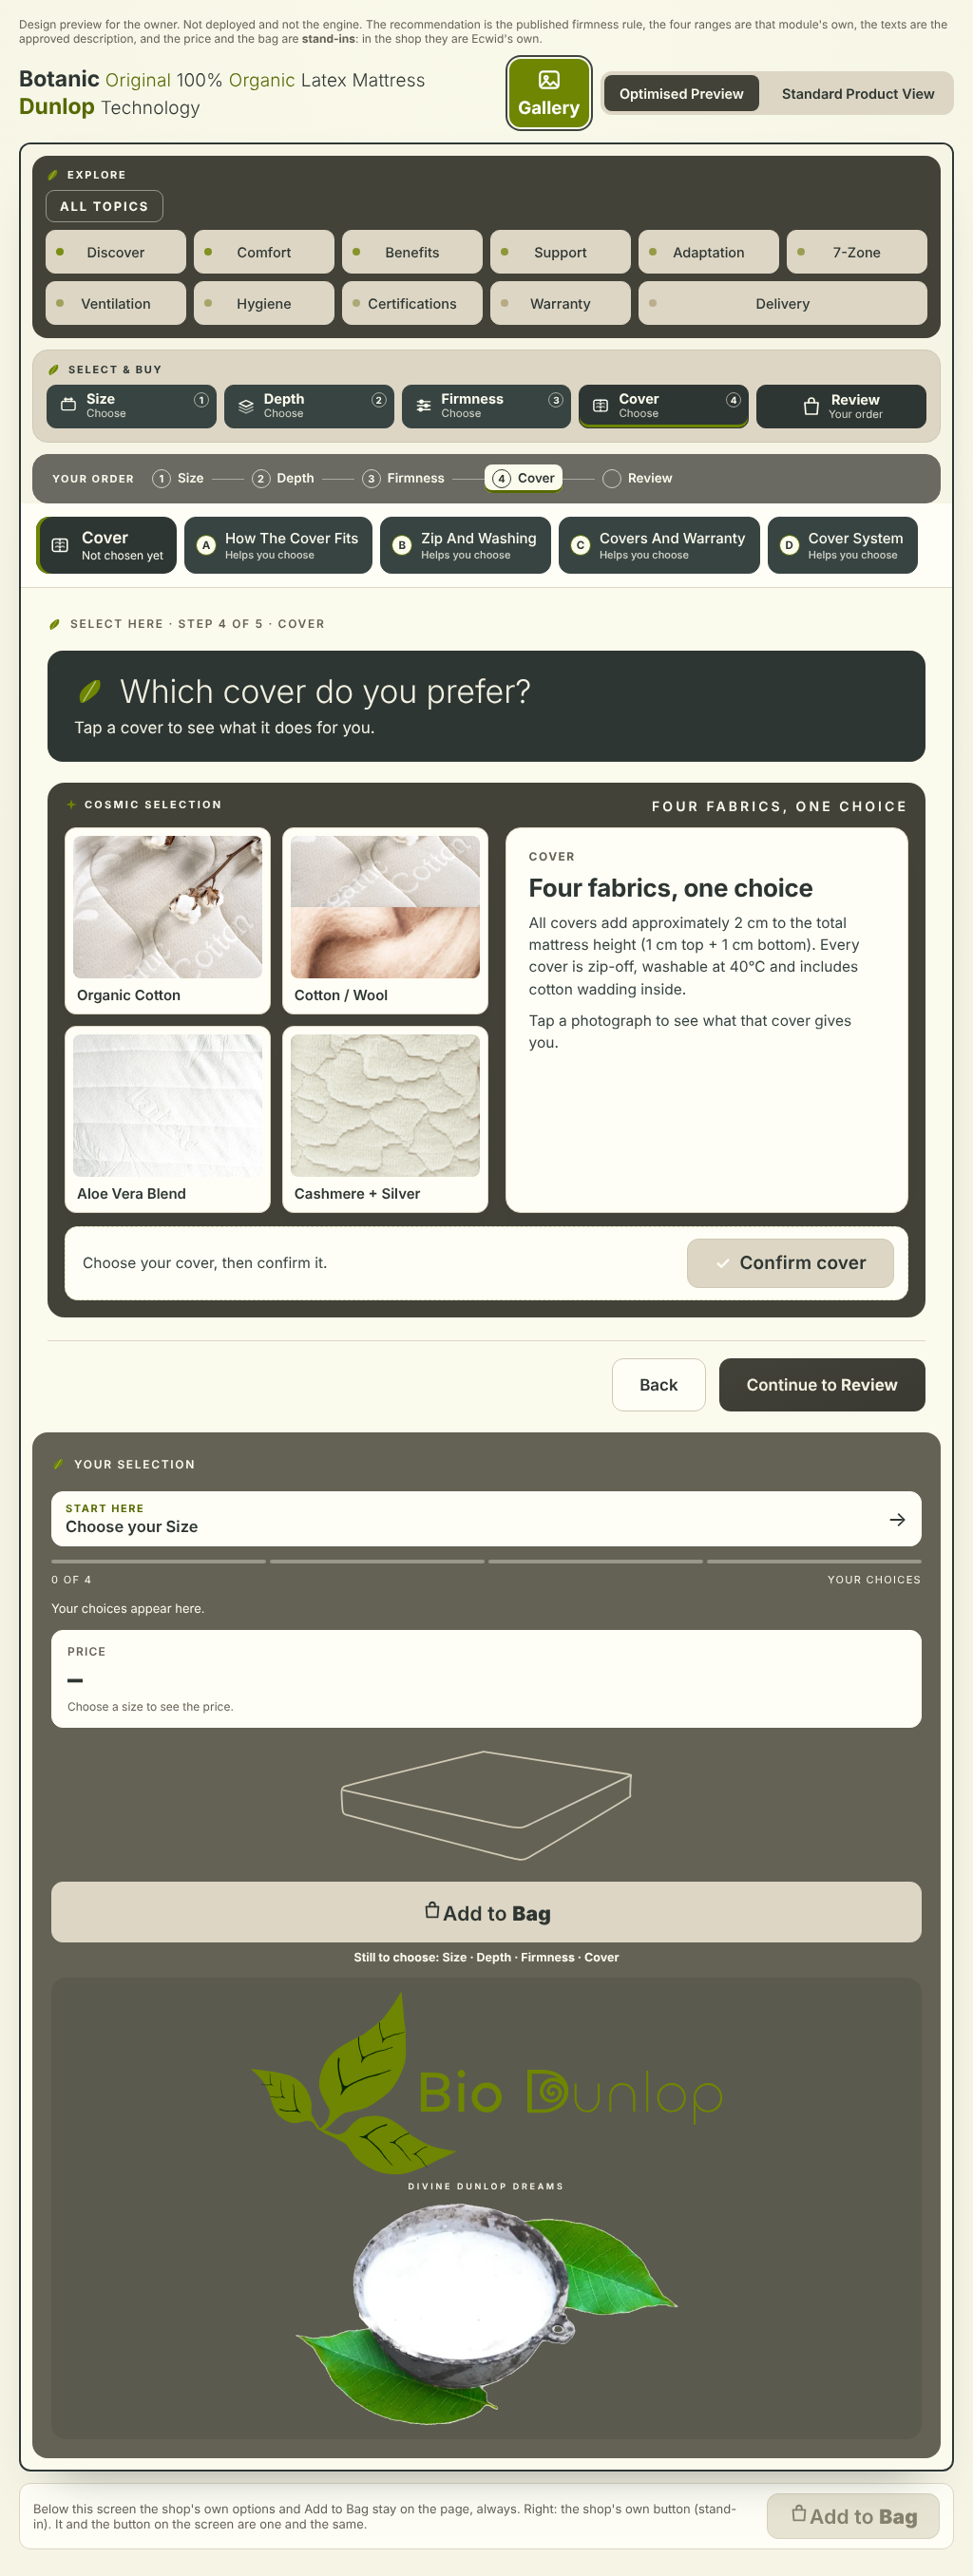 Design preview for the owner. Not deployed and not the engine. The recommendation is the published firmness rule, the four ranges are that module's own, the texts are the
approved description, and the price and the bag are stand-ins: in the shop they are Ecwid's own.
Botanic Original 100% Organic Latex Mattress
Dunlop Technology
Gallery
Optimised Preview
Standard Product View
EXPLORE
ALL TOPICS
Discover
Comfort
Benefits
Support
Adaptation
7-Zone
Ventilation
Hygiene
Certifications
Warranty
Delivery
SELECT & BUY
Size
Choose
1
Depth
Choose
2
Firmness
Choose
3
Cover
Choose
4
Review
Your order
YOUR ORDER
1 Size
2 Depth
3 Firmness
4 Cover
Review
Cover
Not chosen yet
A
How The Cover Fits
Helps you choose
B
Zip And Washing
Helps you choose
C
Covers And Warranty
Helps you choose
D
Cover System
Helps you choose
SELECT HERE · STEP 4 OF 5 · COVER
Which cover do you prefer?
Tap a cover to see what it does for you.
COSMIC SELECTION
FOUR FABRICS, ONE CHOICE
Cotton
Organic Cotton
Cotton
Cotton / Wool
Aloe Vera Blend
Cashmere + Silver
COVER
Four fabrics, one choice
All covers add approximately 2 cm to the total
mattress height (1 cm top + 1 cm bottom). Every
cover is zip-off, washable at 40°C and includes
cotton wadding inside.
Tap a photograph to see what that cover gives
you.
Choose your cover, then confirm it.
✓ Confirm cover
Back
Continue to Review
YOUR SELECTION
START HERE
Choose your Size
→
0 OF 4
YOUR CHOICES
Your choices appear here.
PRICE
–
Choose a size to see the price.
Add to Bag
Still to choose: Size · Depth · Firmness · Cover
Bio Dunlop
DIVINE DUNLOP DREAMS
Below this screen the shop's own options and Add to Bag stay on the page, always. Right: the shop's own button (stand-
in). It and the button on the screen are one and the same.
Add to Bag